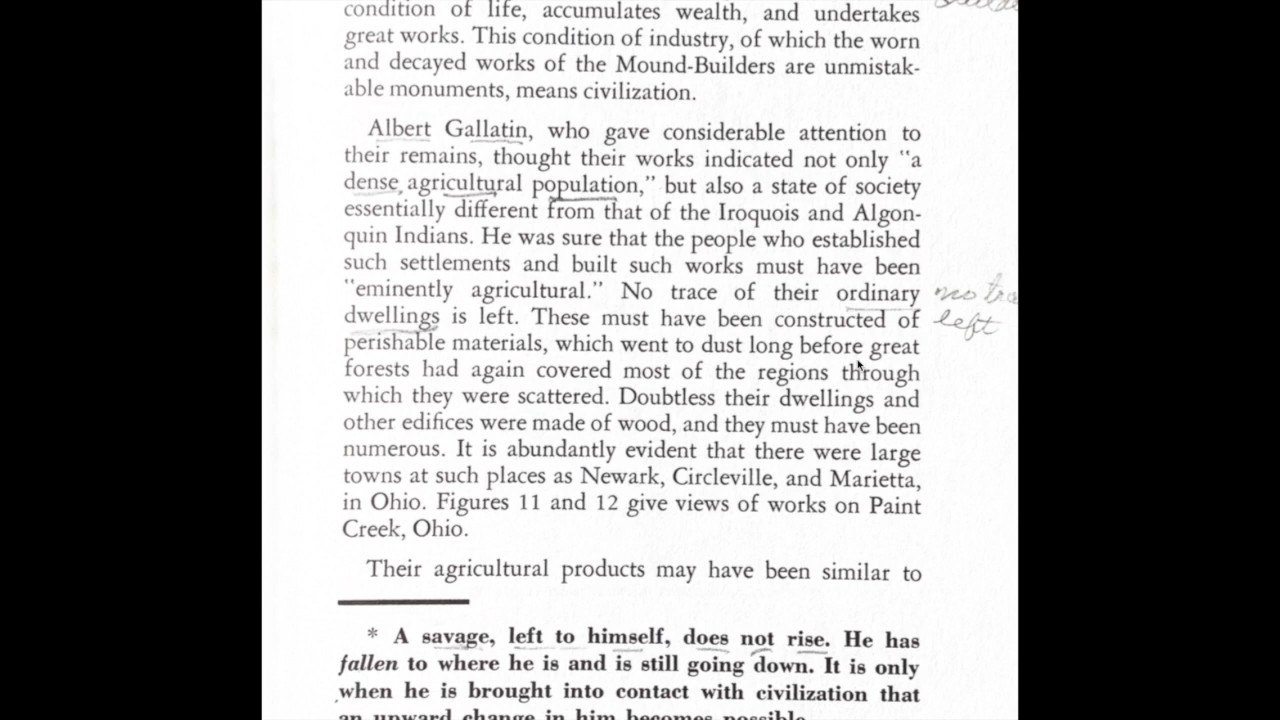 condition of life, accumulates wealth, and undertakes
great works. This condition of industry, of which the worn
and decayed works of the Mound-Builders are unmistak-
able monuments, means civilization.
Albert Gallatin, who gave considerable attention to
their remains, thought their works indicated not only "a
dense agricultural population," but also a state of society
essentially different from that of the Iroquois and Algon-
quin Indians. He was sure that the people who established
such settlements and built such works must have been
"eminently agricultural." No trace of their ordinary
dwellings is left. These must have been constructed of
perishable materials, which went to dust long before great
forests had again covered most of the regions through
which they were scattered. Doubtless their dwellings and
other edifices were made of wood, and they must have been
numerous. It is abundantly evident that there were large
towns at such places as Newark, Circleville, and Marietta,
in Ohio. Figures 11 and 12 give views of works on Paint
Creek, Ohio.
Their agricultural products may have been similar to
* A savage, left to himself, does not rise. He has
fallen to where he is and is still going down. It is only
when he is brought into contact with civilization that
an upward change in him becomes possible.
no
left